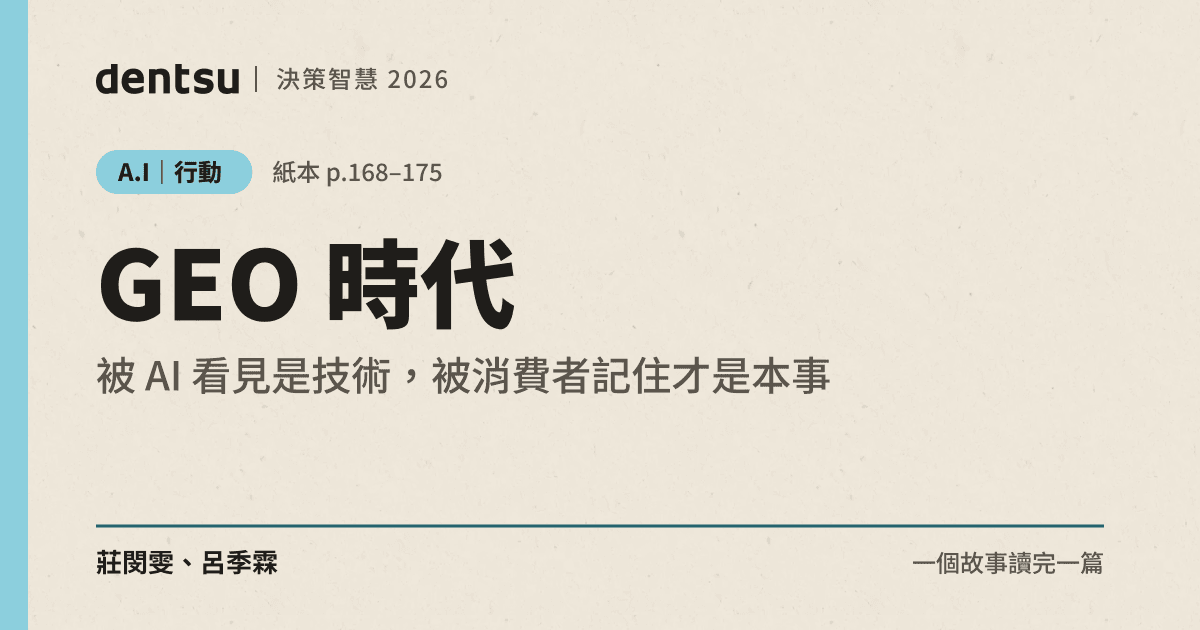 dentsu｜決策智慧 2026
A.I｜行動 紙本 p.168–175
GEO 時代
被 AI 看見是技術，被消費者記住才是本事
莊閔雯、呂季霖 一個故事讀完一篇